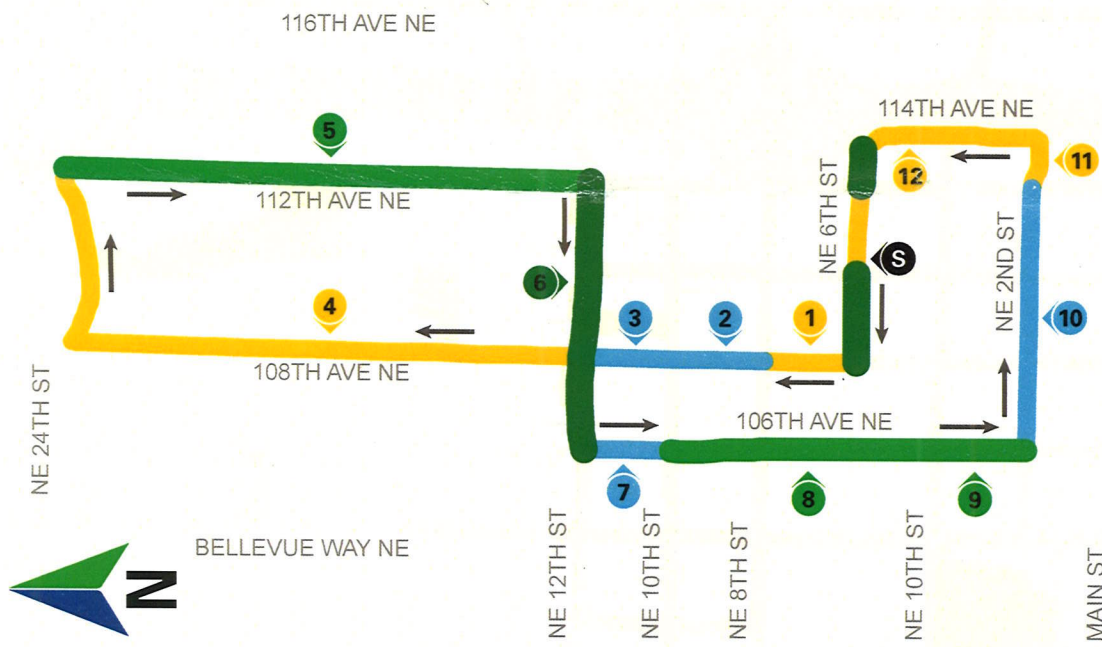 116TH AVE NE
114TH AVE NE
5
11
12
112TH AVE NE
NE 6TH ST
S
NE 2ND ST
6
4
3
2
1
10
108TH AVE NE
NE 24TH ST
106TH AVE NE
7
8
9
BELLEVUE WAY NE
NE 12TH ST
NE 10TH ST
NE 8TH ST
NE 10TH ST
MAIN ST
N